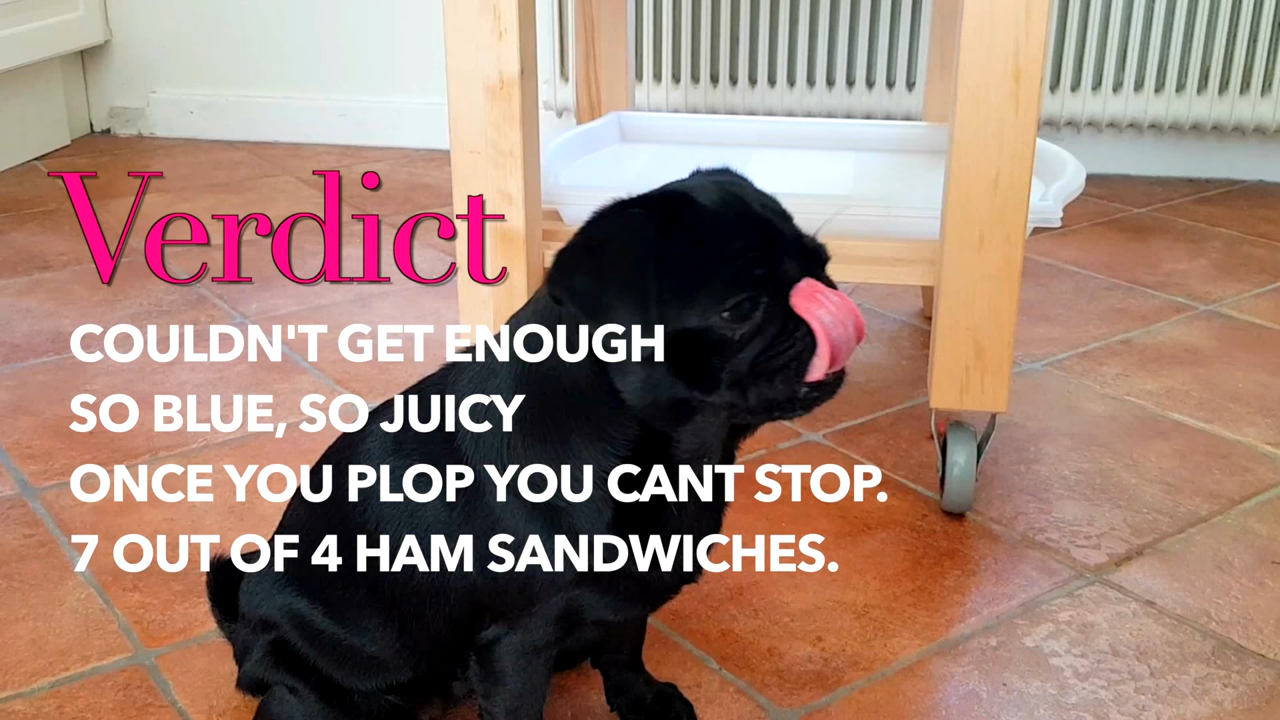 Verdict
COULDN'T GET ENOUGH
SO BLUE, SO JUICY
ONCE YOU PLOP YOU CANT STOP.
7 OUT OF 4 HAM SANDWICHES.